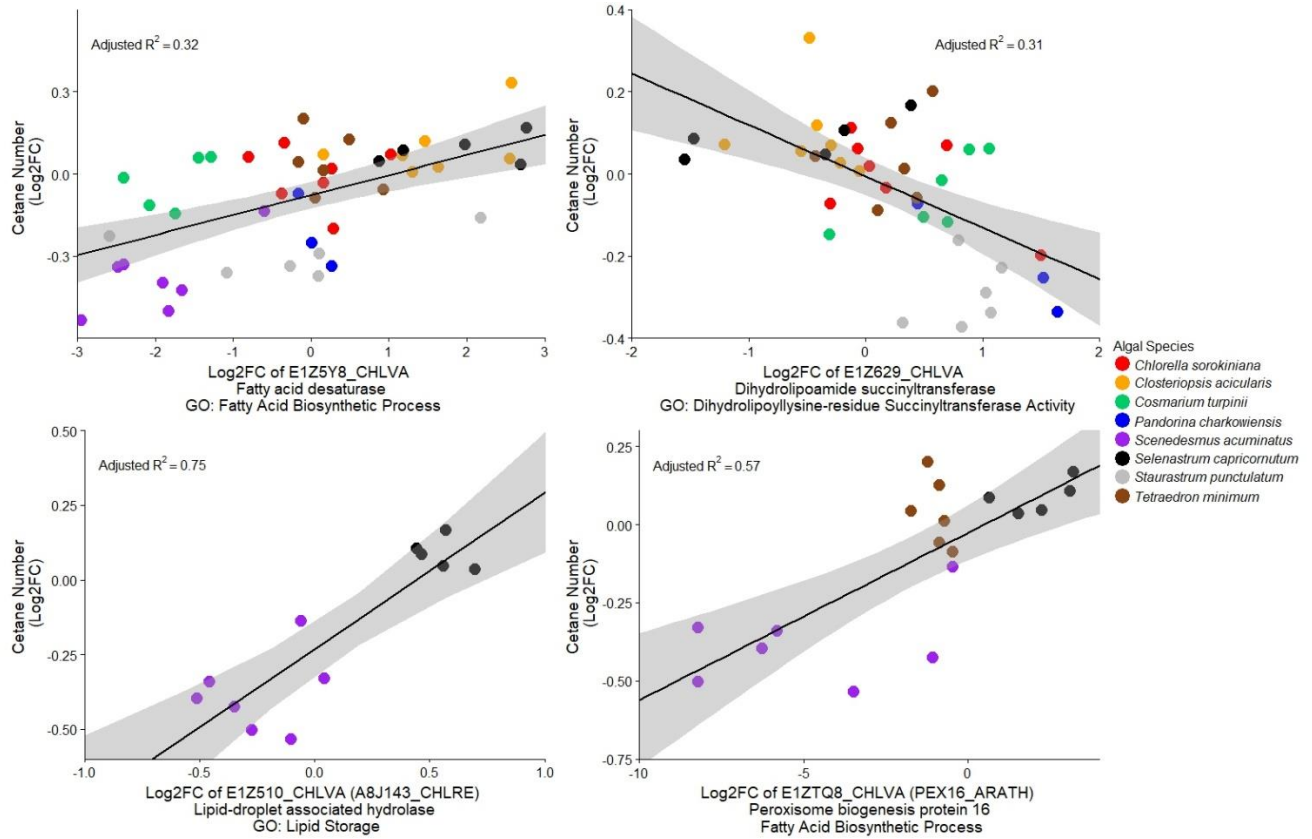 Adjusted R² = 0.32
Cetane Number
(Log2FC)
0.3
0.0
-0.3
-3 -2 -1 0 1 2 3
Log2FC of E1Z5Y8_CHLVA
Fatty acid desaturase
GO: Fatty Acid Biosynthetic Process
Adjusted R² = 0.31
Cetane Number
(Log2FC)
0.4
0.2
0.0
-0.2
-0.4
-2 -1 0 1 2
Log2FC of E1Z629_CHLVA
Dihydrolipoamide succinyltransferase
GO: Dihydrolipoyllysine-residue Succinyltransferase Activity
Algal Species
Chlorella sorokiniana
Closteriopsis acicularis
Cosmarium turpinii
Pandorina charkowiensis
Scenedesmus acuminatus
Selenastrum capricornutum
Staurastrum punctulatum
Tetraedron minimum
Adjusted R² = 0.75
Cetane Number
(Log2FC)
0.50
0.25
0.00
-0.25
-0.50
-1.0 -0.5 0.0 0.5 1.0
Log2FC of E1Z510_CHLVA (A8J143_CHLRE)
Lipid-droplet associated hydrolase
GO: Lipid Storage
Adjusted R² = 0.57
Cetane Number
(Log2FC)
0.25
0.00
-0.25
-0.50
-0.75
-10 -5 0
Log2FC of E1ZTQ8_CHLVA (PEX16_ARATH)
Peroxisome biogenesis protein 16
Fatty Acid Biosynthetic Process